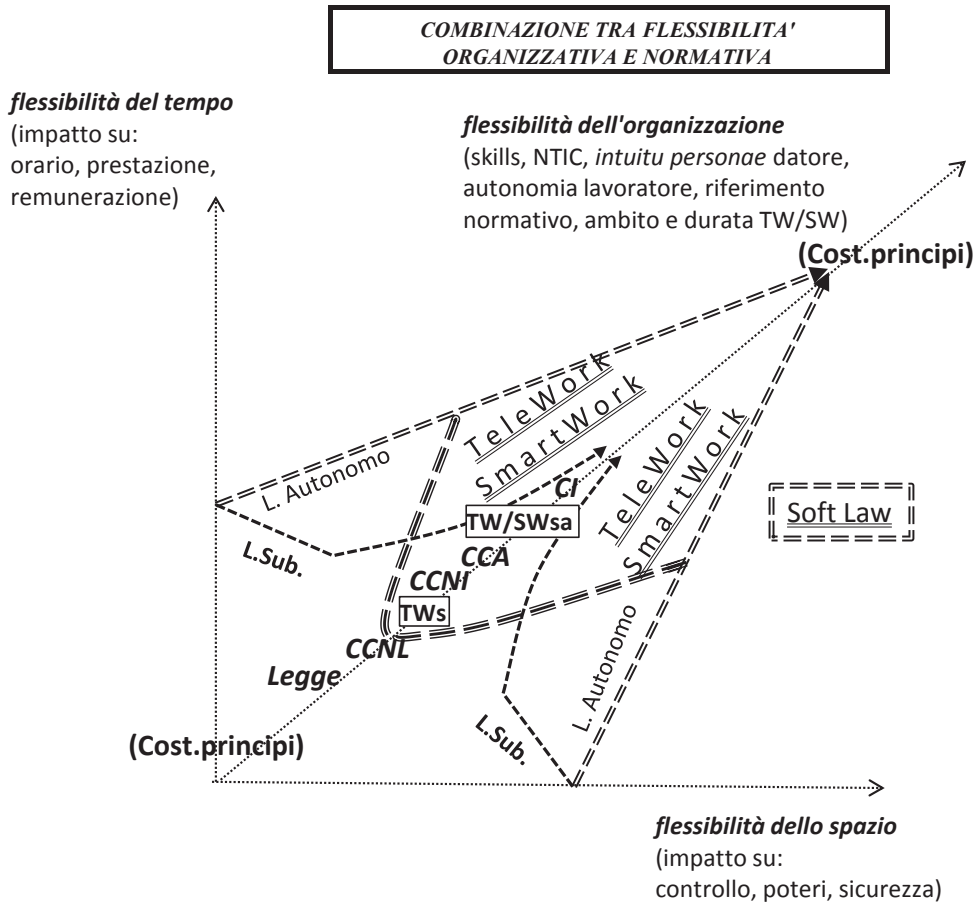 COMBINAZIONE TRA FLESSIBILITA'
ORGANIZZATIVA E NORMATIVA
flessibilità del tempo
(impatto su:
orario, prestazione,
remunerazione)
flessibilità dell'organizzazione
(skills, NTIC, intuitu personae datore,
autonomia lavoratore, riferimento
normativo, ambito e durata TW/SW)
(Cost.principi)
TeleWork
SmartWork
TeleWork
SmartWork
L. Autonomo
L.Sub.
CI
TW/SWsa
CCA
CCNI
TWs
CCNL
Legge
(Cost.principi)
Soft Law
L. Autonomo
L.Sub.
flessibilità dello spazio
(impatto su:
controllo, poteri, sicurezza)